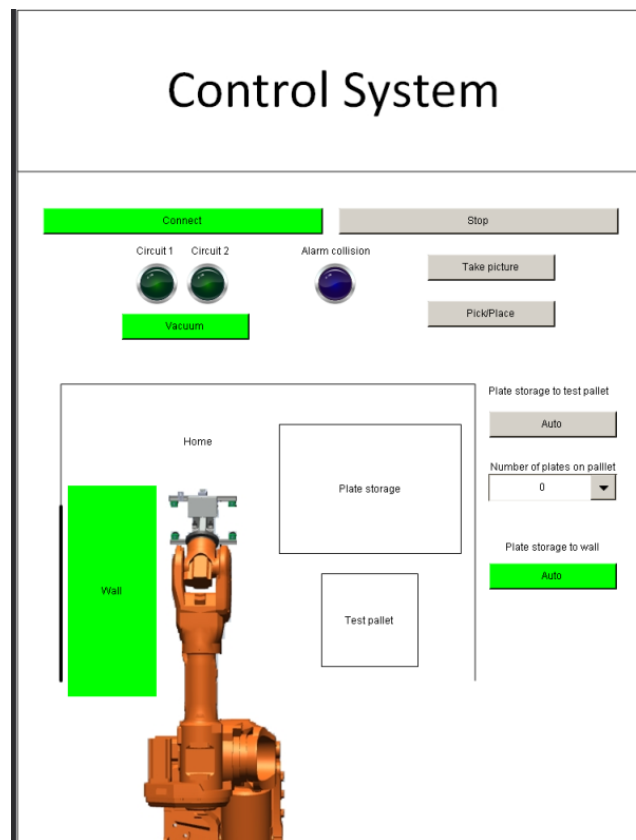 Control System
Connect
Stop
Circuit 1
Circuit 2
Alarm collision
Take picture
Vacuum
Pick/Place
Plate storage to test pallet
Auto
Home
Number of plates on palllet
0
Plate storage
Plate storage to wall
Auto
Wall
Test pallet